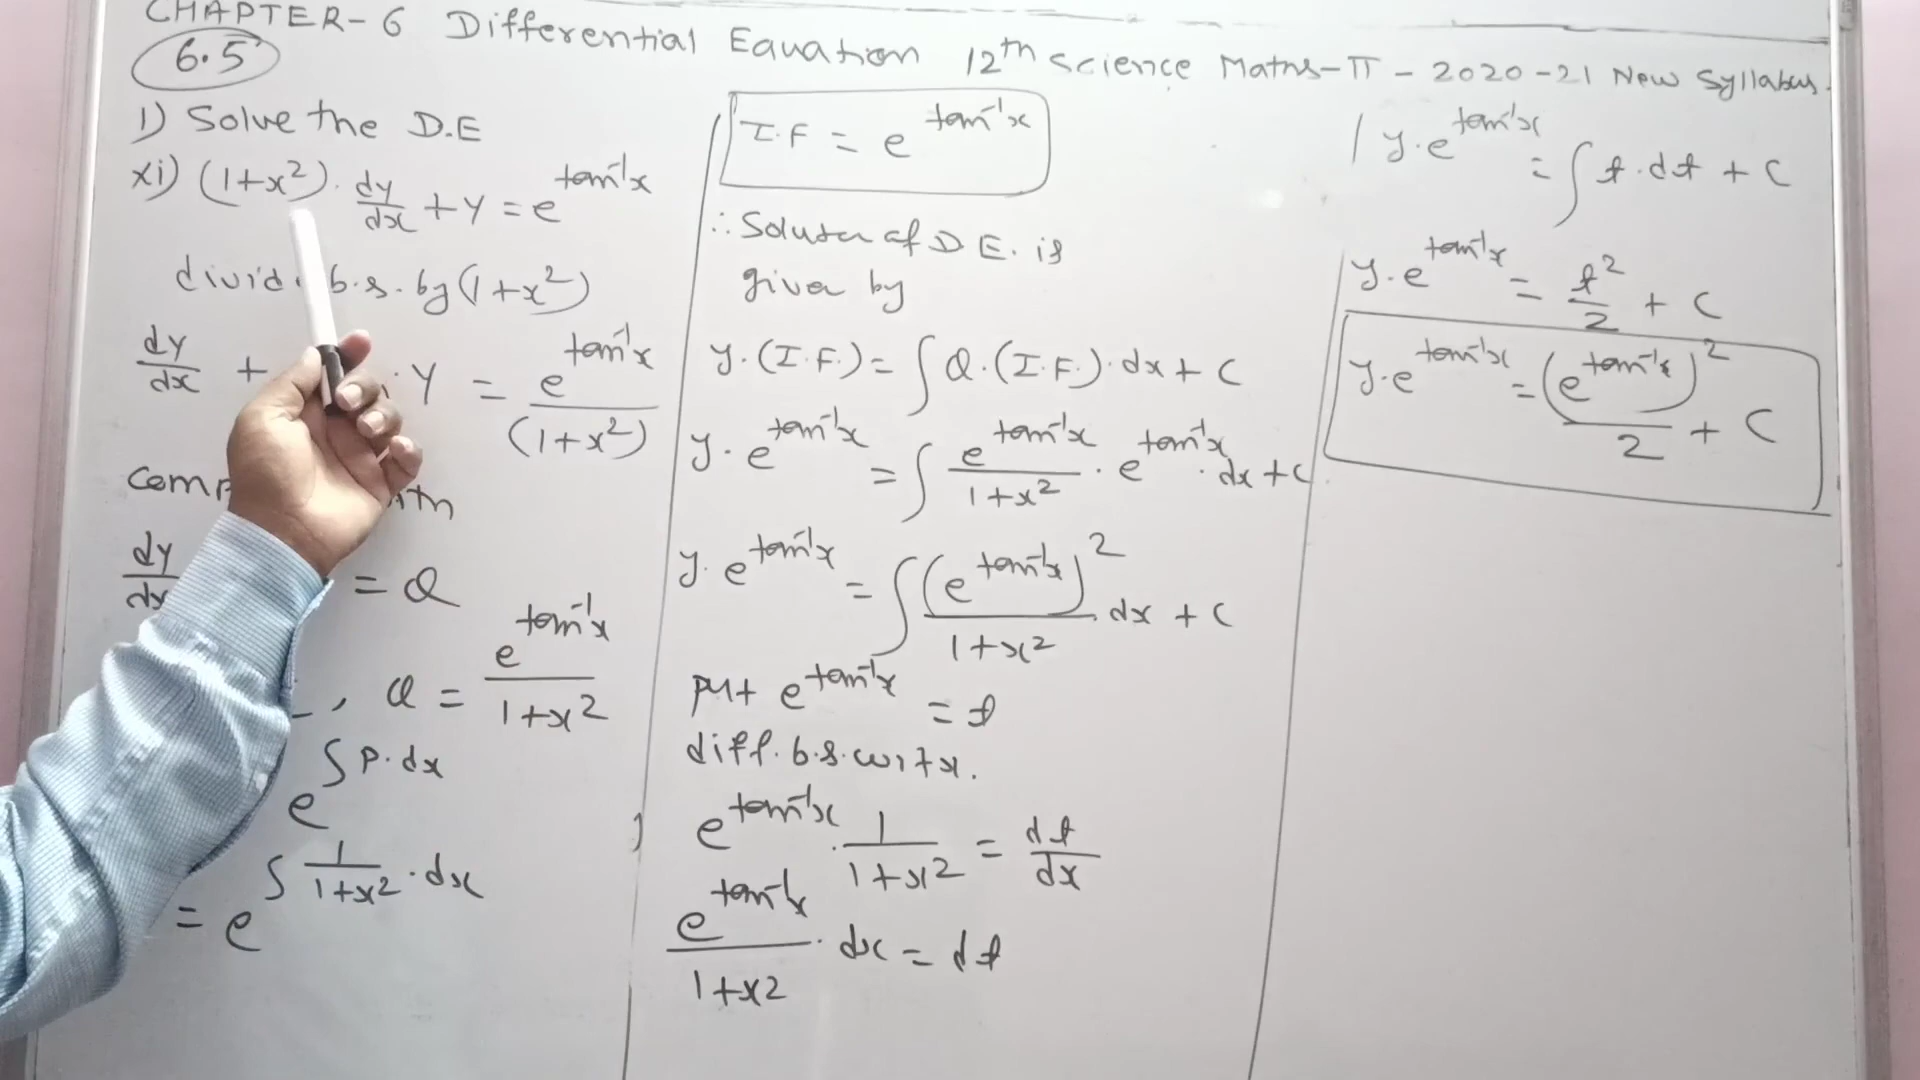 CHAPTER-6 Differential Equation 12th science Maths-II - 2020-21 New Syllabus.
6.5
1) Solve the D.E
xi) (1+x²). dy/dx + y = e^(tan⁻¹x)
b.s. by (1+x²)
dy/dx + . y = e^(tan⁻¹x)/(1+x²)
dy = Q
, Q = e^(tan⁻¹x)/(1+x²)
e^(∫P.dx)
= e^(∫ 1/(1+x²) . dx)
I.F = e^(tan⁻¹x)
∴ Solution of D.E. is
given by
y.(I.F.) = ∫Q.(I.F.).dx + C
y.e^(tan⁻¹x) = ∫ e^(tan⁻¹x)/(1+x²) . e^(tan⁻¹x) . dx + C
y.e^(tan⁻¹x) = ∫ (e^(tan⁻¹x))²/(1+x²) dx + C
put e^(tan⁻¹x) = t
diff. b.s. w.r.t x.
e^(tan⁻¹x) . 1/(1+x²) = dt/dx
e^(tan⁻¹x)/(1+x²) . dx = dt
y.e^(tan⁻¹x) = ∫ t.dt + C
y.e^(tan⁻¹x) = t²/2 + C
y.e^(tan⁻¹x) = (e^(tan⁻¹x))²/2 + C